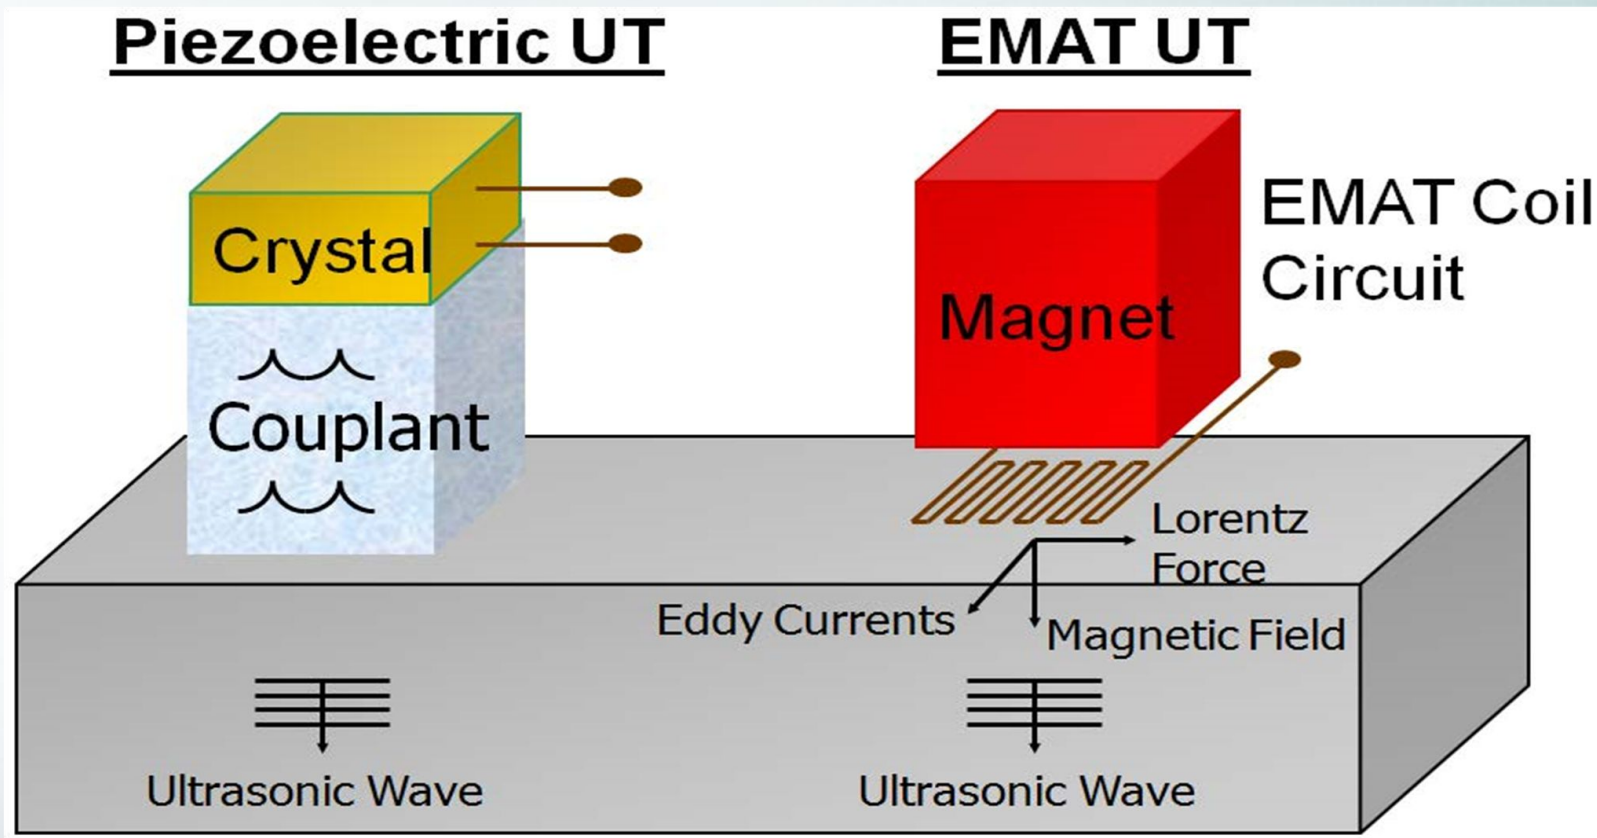 Piezoelectric UT
EMAT UT
Crystal
Couplant
Magnet
EMAT Coil
Circuit
Lorentz
Force
Eddy Currents
Magnetic Field
Ultrasonic Wave
Ultrasonic Wave